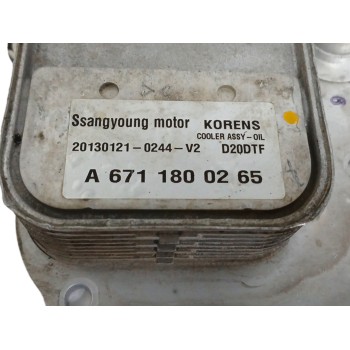 Ssangyoung motor KORENS
COOLER ASSY-OIL
20130121-0244-V2 D20DTF
A 671 180 02 65